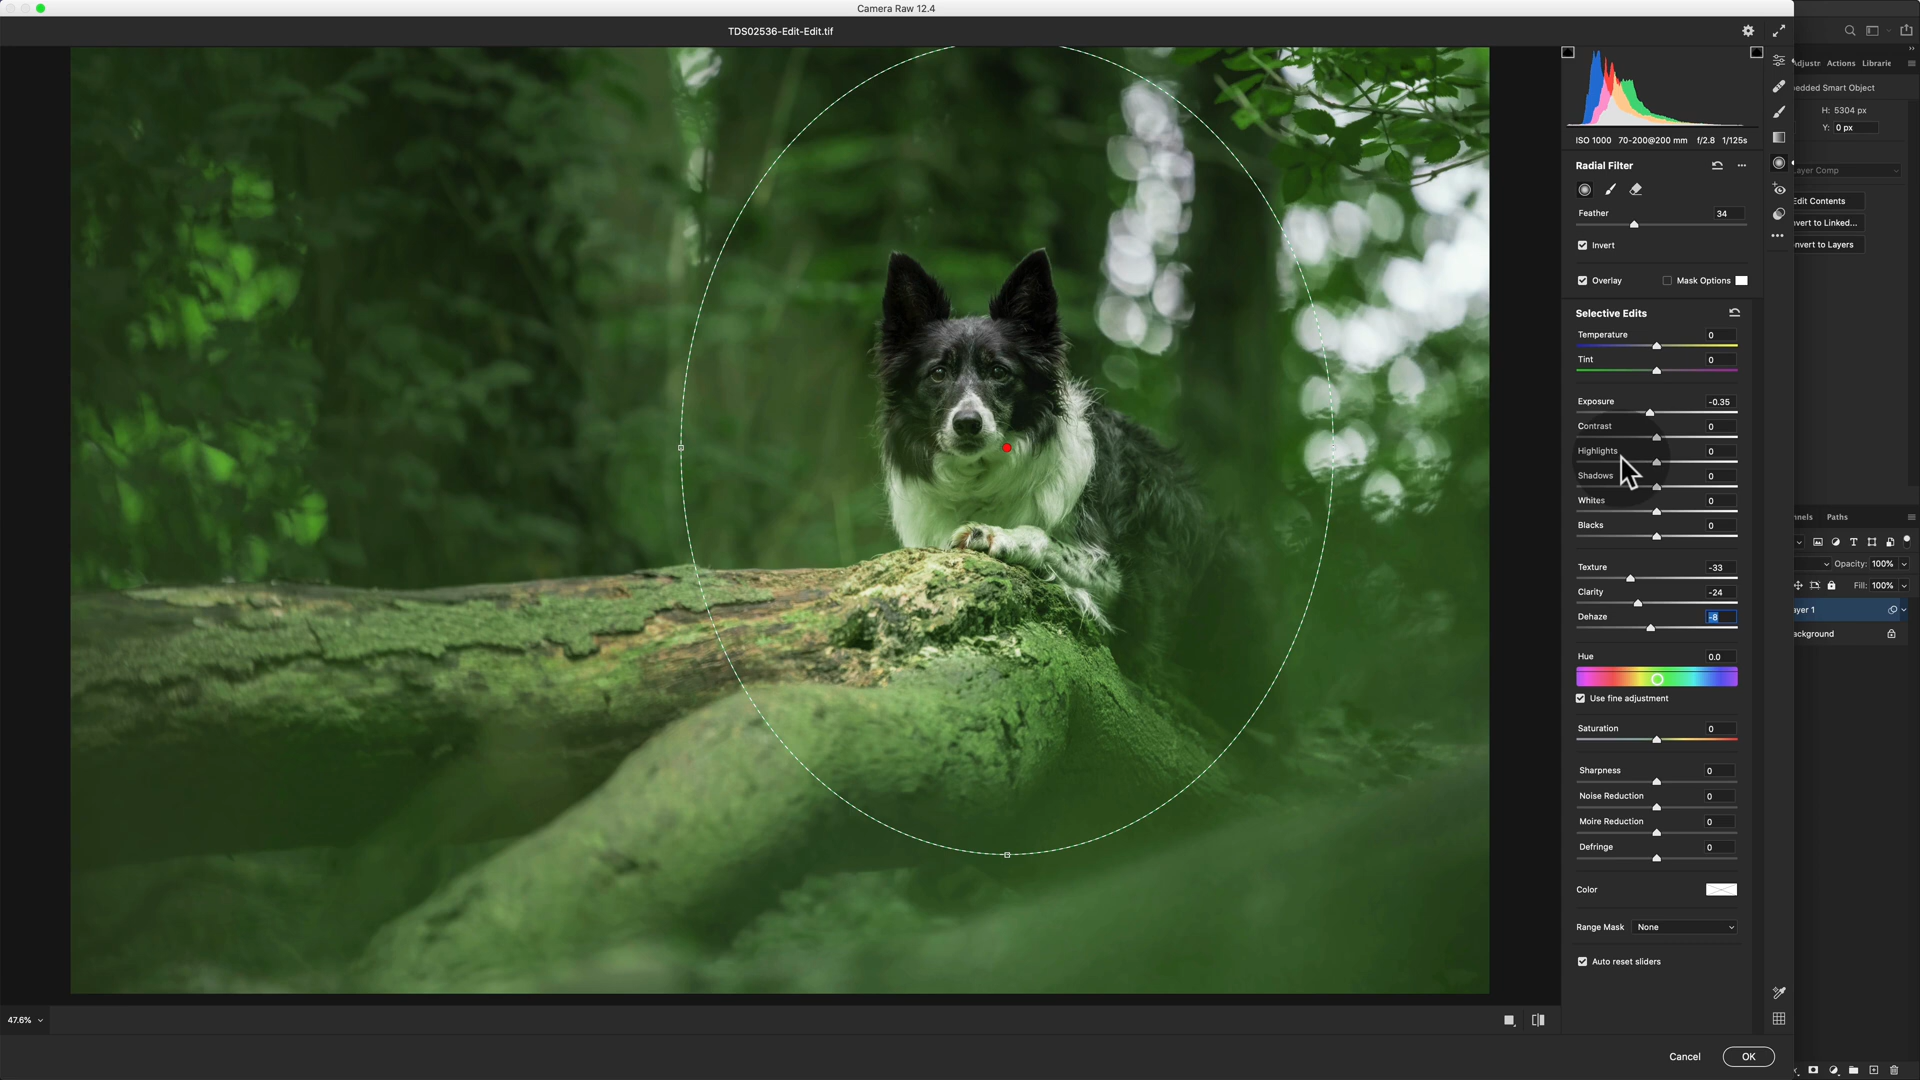 Camera Raw 12.4
TDS02536-Edit-Edit.tif
ISO 1000 70-200@200 mm f/2.8 1/125s
Radial Filter
Feather 34
Invert
Overlay Mask Options
Selective Edits
Temperature 0
Tint 0
Exposure -0.35
Contrast 0
Highlights 0
Shadows 0
Whites 0
Blacks 0
Texture -33
Clarity -24
Dehaze -8
Hue 0.0
Use fine adjustment
Saturation 0
Sharpness 0
Noise Reduction 0
Moire Reduction 0
Defringe 0
Color
Range Mask None
Auto reset sliders
47.6%
Cancel OK
Adjustr Actions Librarie
bedded Smart Object
H: 5304 px
Y: 0 px
Layer Comp
Edit Contents
nvert to Linked...
nvert to Layers
nnels Paths
Opacity: 100%
Fill: 100%
ayer 1
ackground